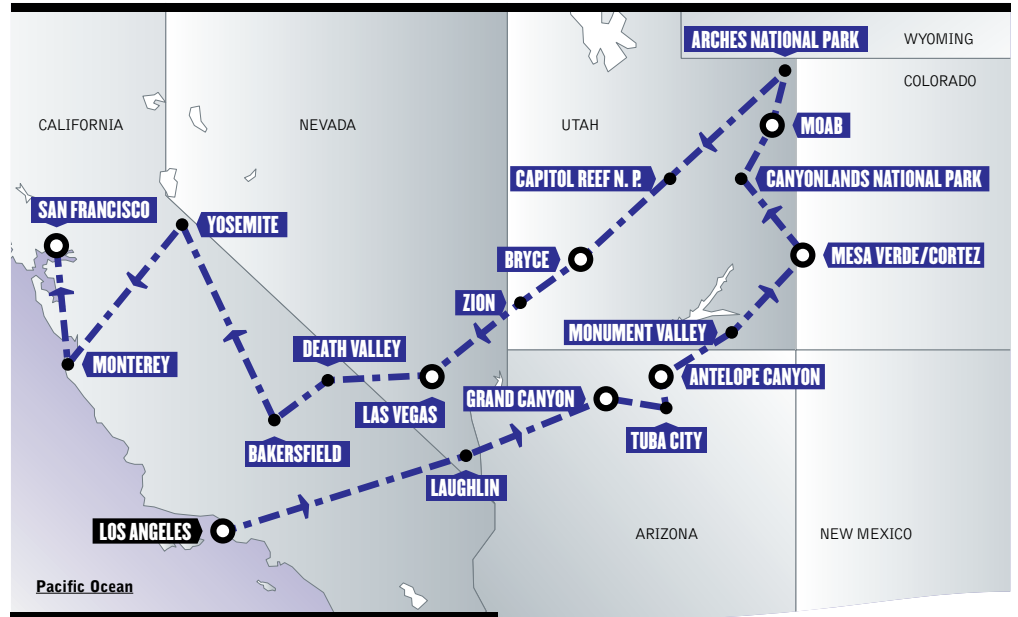 ARCHES NATIONAL PARK
WYOMING
COLORADO
CALIFORNIA
NEVADA
UTAH
MOAB
CAPITOL REEF N. P.
CANYONLANDS NATIONAL PARK
SAN FRANCISCO
YOSEMITE
BRYCE
MESA VERDE/CORTEZ
ZION
MONUMENT VALLEY
DEATH VALLEY
MONTEREY
ANTELOPE CANYON
GRAND CANYON
LAS VEGAS
TUBA CITY
BAKERSFIELD
LAUGHLIN
LOS ANGELES
ARIZONA
NEW MEXICO
Pacific Ocean